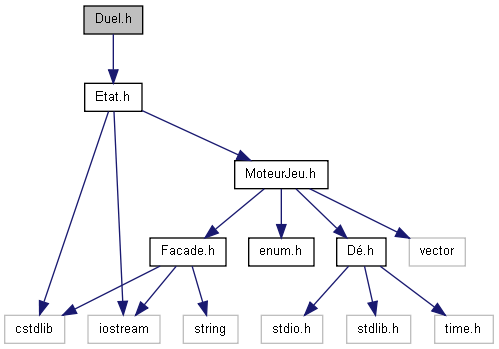 Duel.h
Etat.h
MoteurJeu.h
Facade.h
enum.h
Dé.h
vector
cstdlib
iostream
string
stdio.h
stdlib.h
time.h